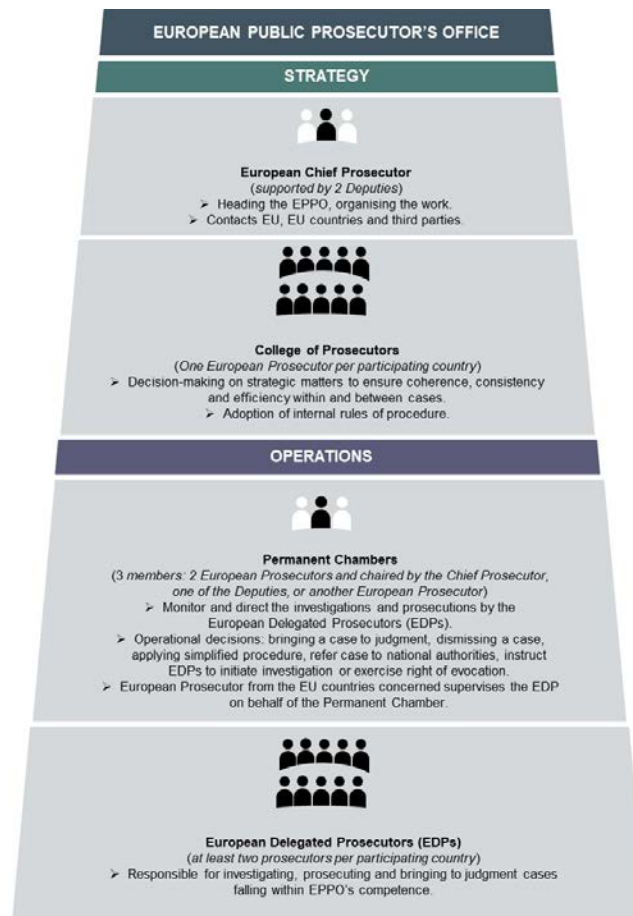 EUROPEAN PUBLIC PROSECUTOR'S OFFICE
STRATEGY
European Chief Prosecutor
(supported by 2 Deputies)
➢ Heading the EPPO, organising the work.
➢ Contacts EU, EU countries and third parties.
College of Prosecutors
(One European Prosecutor per participating country)
➢ Decision-making on strategic matters to ensure coherence, consistency
and efficiency within and between cases.
➢ Adoption of internal rules of procedure.
OPERATIONS
Permanent Chambers
(3 members: 2 European Prosecutors and chaired by the Chief Prosecutor,
one of the Deputies, or another European Prosecutor)
➢ Monitor and direct the investigations and prosecutions by the
European Delegated Prosecutors (EDPs).
➢ Operational decisions: bringing a case to judgment, dismissing a case,
applying simplified procedure, refer case to national authorities, instruct
EDPs to initiate investigation or exercise right of evocation.
➢ European Prosecutor from the EU countries concerned supervises the EDP
on behalf of the Permanent Chamber.
European Delegated Prosecutors (EDPs)
(at least two prosecutors per participating country)
➢ Responsible for investigating, prosecuting and bringing to judgment cases
falling within EPPO's competence.